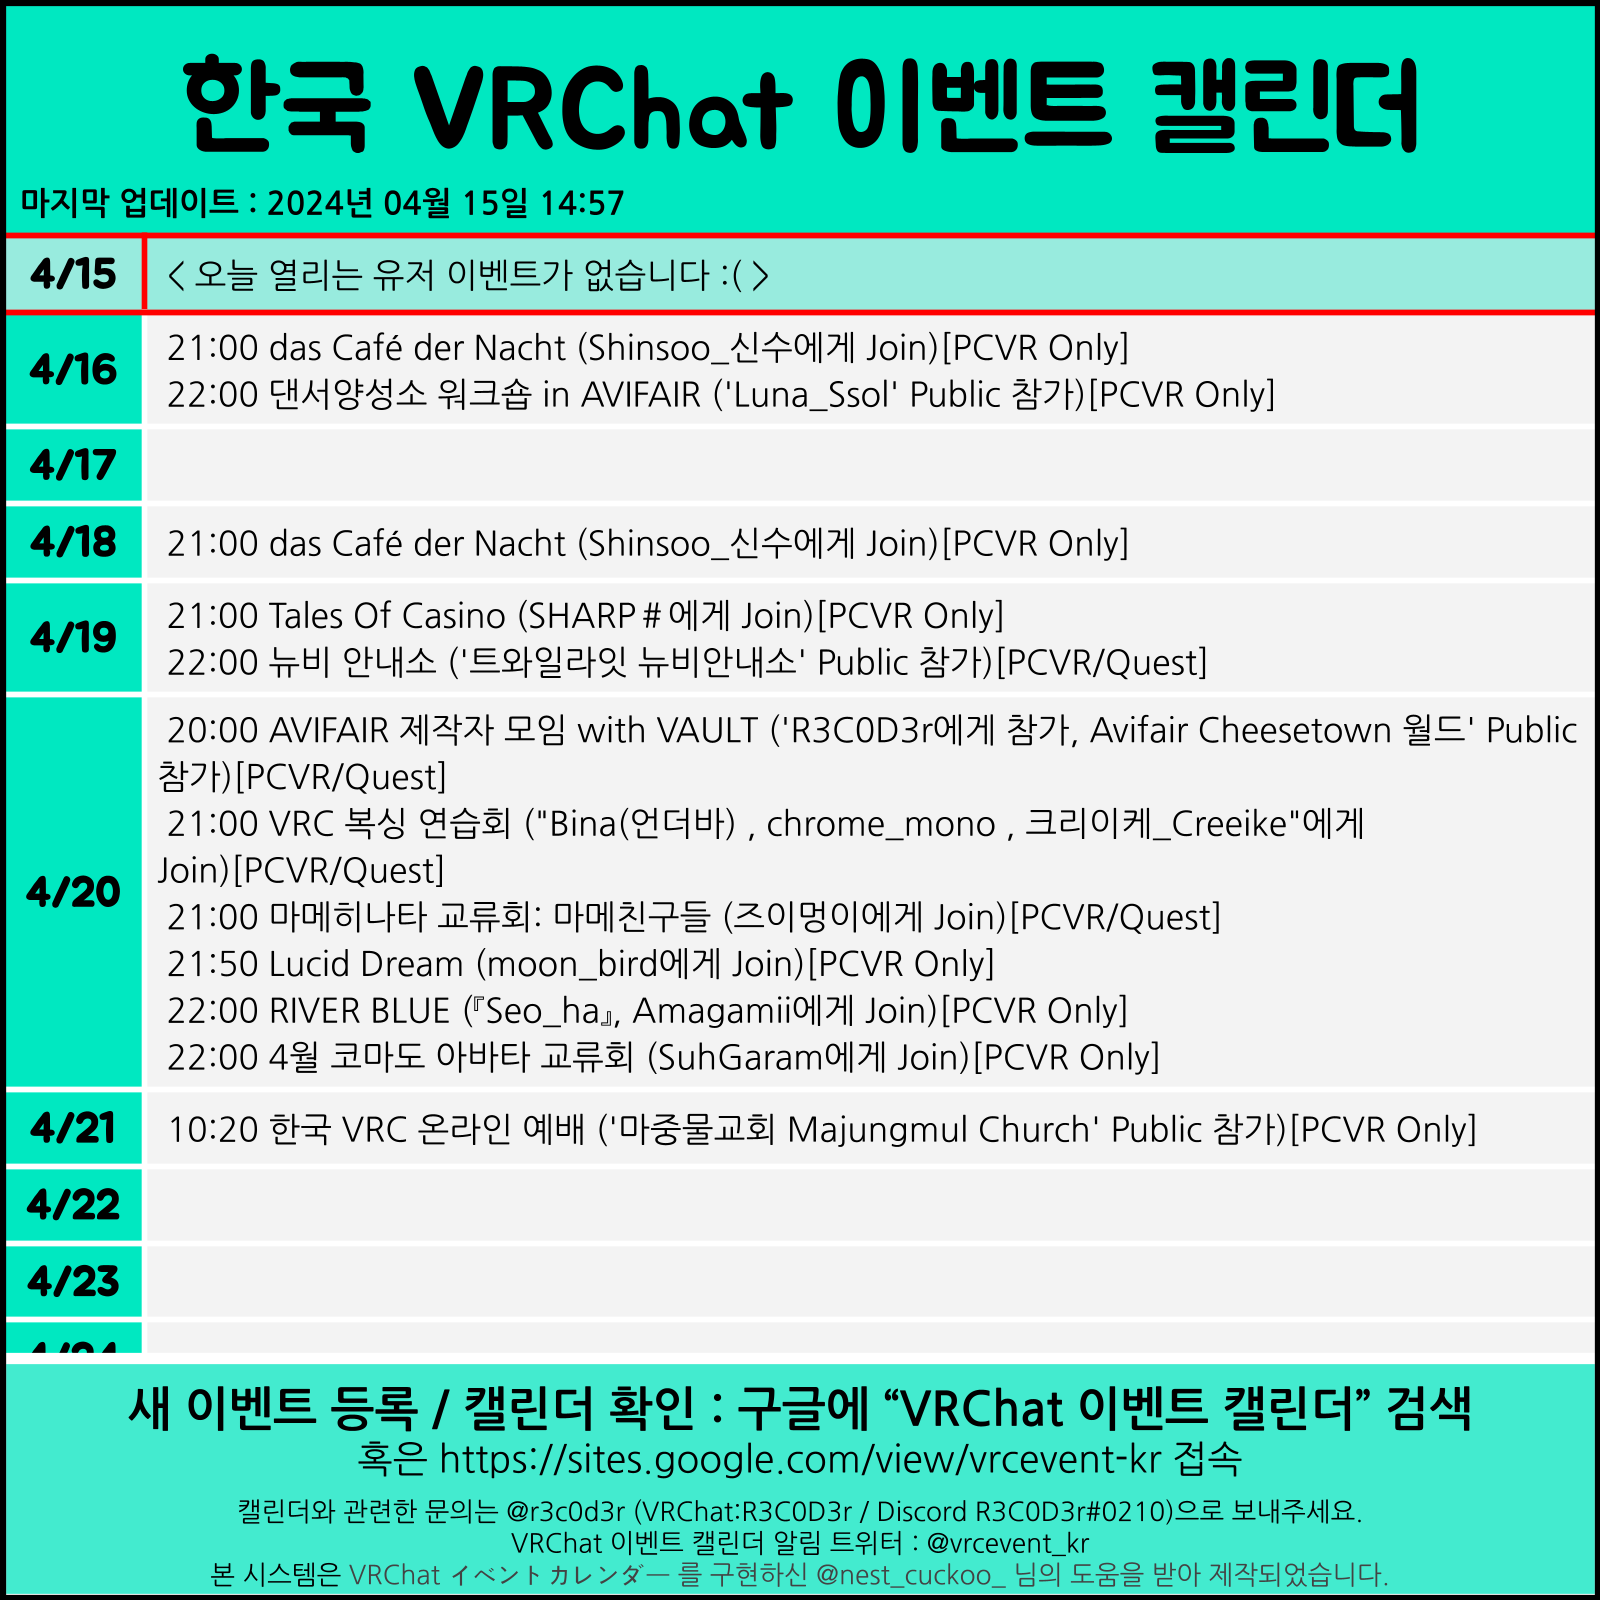 한국 VRChat 이벤트 캘린더
마지막 업데이트 : 2024년 04월 15일 14:57
4/15
< 오늘 열리는 유저 이벤트가 없습니다 :( >
4/16
21:00 das Café der Nacht (Shinsoo_신수에게 Join)[PCVR Only]
22:00 댄서양성소 워크숍 in AVIFAIR ('Luna_Ssol' Public 참가)[PCVR Only]
4/17
4/18
21:00 das Café der Nacht (Shinsoo_신수에게 Join)[PCVR Only]
4/19
21:00 Tales Of Casino (SHARP＃에게 Join)[PCVR Only]
22:00 뉴비 안내소 ('트와일라잇 뉴비안내소' Public 참가)[PCVR/Quest]
4/20
20:00 AVIFAIR 제작자 모임 with VAULT ('R3C0D3r에게 참가, Avifair Cheesetown 월드' Public
참가)[PCVR/Quest]
21:00 VRC 복싱 연습회 ("Bina(언더바) , chrome_mono , 크리이케_Creeike"에게
Join)[PCVR/Quest]
21:00 마메히나타 교류회: 마메친구들 (즈이멍이에게 Join)[PCVR/Quest]
21:50 Lucid Dream (moon_bird에게 Join)[PCVR Only]
22:00 RIVER BLUE (『Seo_ha』, Amagamii에게 Join)[PCVR Only]
22:00 4월 코마도 아바타 교류회 (SuhGaram에게 Join)[PCVR Only]
4/21
10:20 한국 VRC 온라인 예배 ('마중물교회 Majungmul Church' Public 참가)[PCVR Only]
4/22
4/23
4/24
새 이벤트 등록 / 캘린더 확인 : 구글에 “VRChat 이벤트 캘린더” 검색
혹은 https://sites.google.com/view/vrcevent-kr 접속
캘린더와 관련한 문의는 @r3c0d3r (VRChat:R3C0D3r / Discord R3C0D3r#0210)으로 보내주세요.
VRChat 이벤트 캘린더 알림 트위터 : @vrcevent_kr
본 시스템은 VRChat イベントカレンダー 를 구현하신 @nest_cuckoo_ 님의 도움을 받아 제작되었습니다.